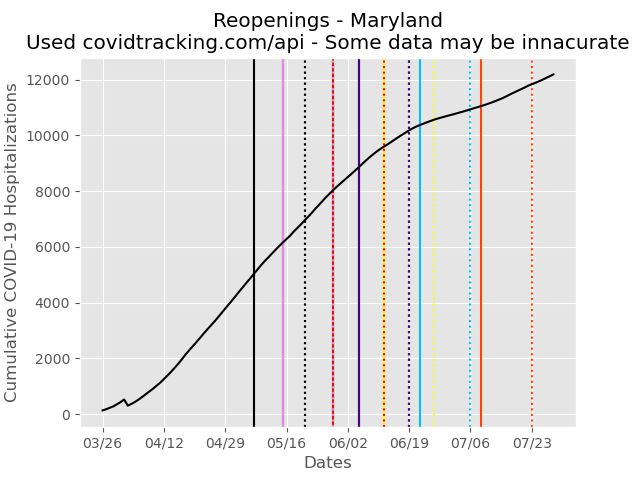 Reopenings - Maryland
Used covidtracking.com/api - Some data may be innacurate
Cumulative COVID-19 Hospitalizations
12000
10000
8000
6000
4000
2000
0
03/26 04/12 04/29 05/16 06/02 06/19 07/06 07/23
Dates